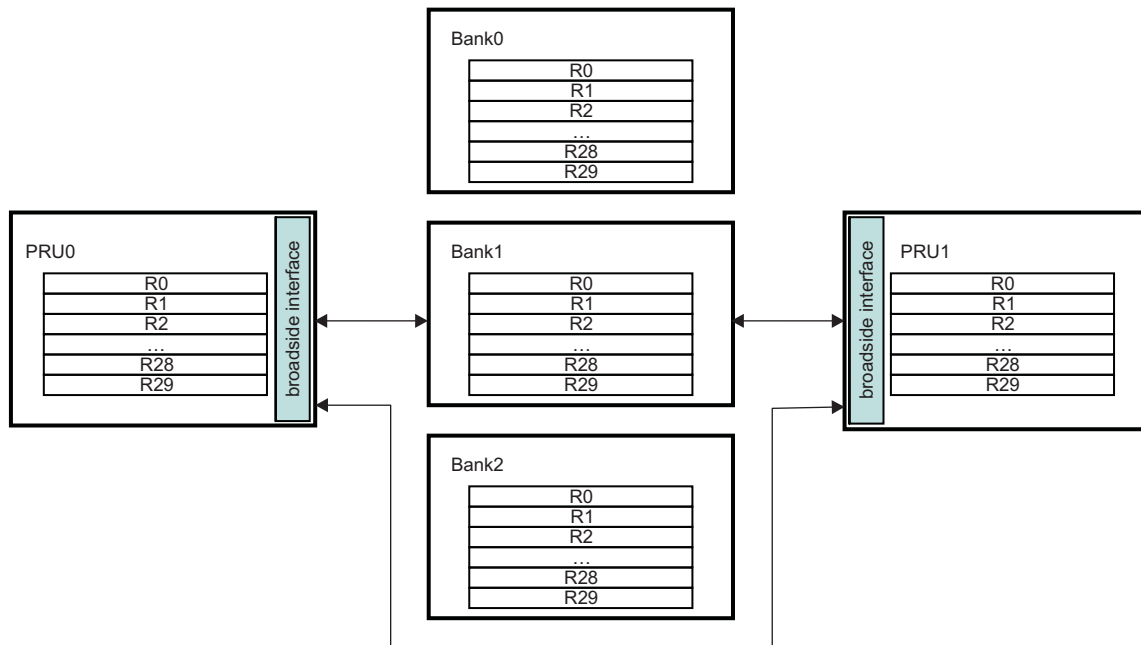 Bank0
R0
R1
R2
...
R28
R29
PRU0
R0
R1
R2
...
R28
R29
broadside interface
Bank1
R0
R1
R2
...
R28
R29
broadside interface
PRU1
R0
R1
R2
...
R28
R29
Bank2
R0
R1
R2
...
R28
R29